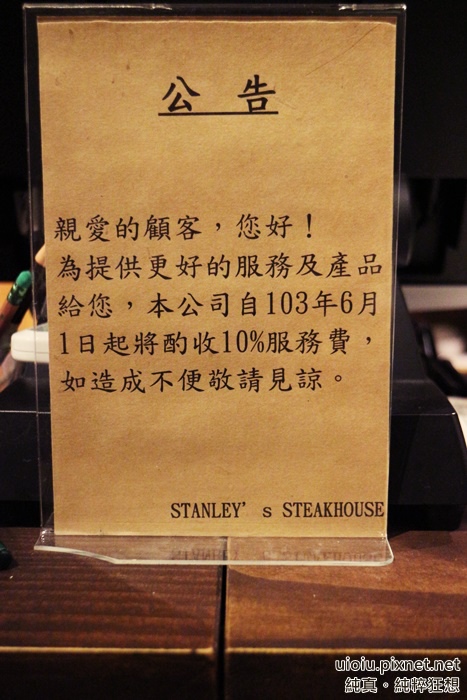 公 告
親愛的顧客，您好！
為提供更好的服務及產品
給您，本公司自103年6月
1日起將酌收10%服務費，
如造成不便敬請見諒。
STANLEY’s STEAKHOUSE
uioiu.pixnet.net
純真。純粹狂想